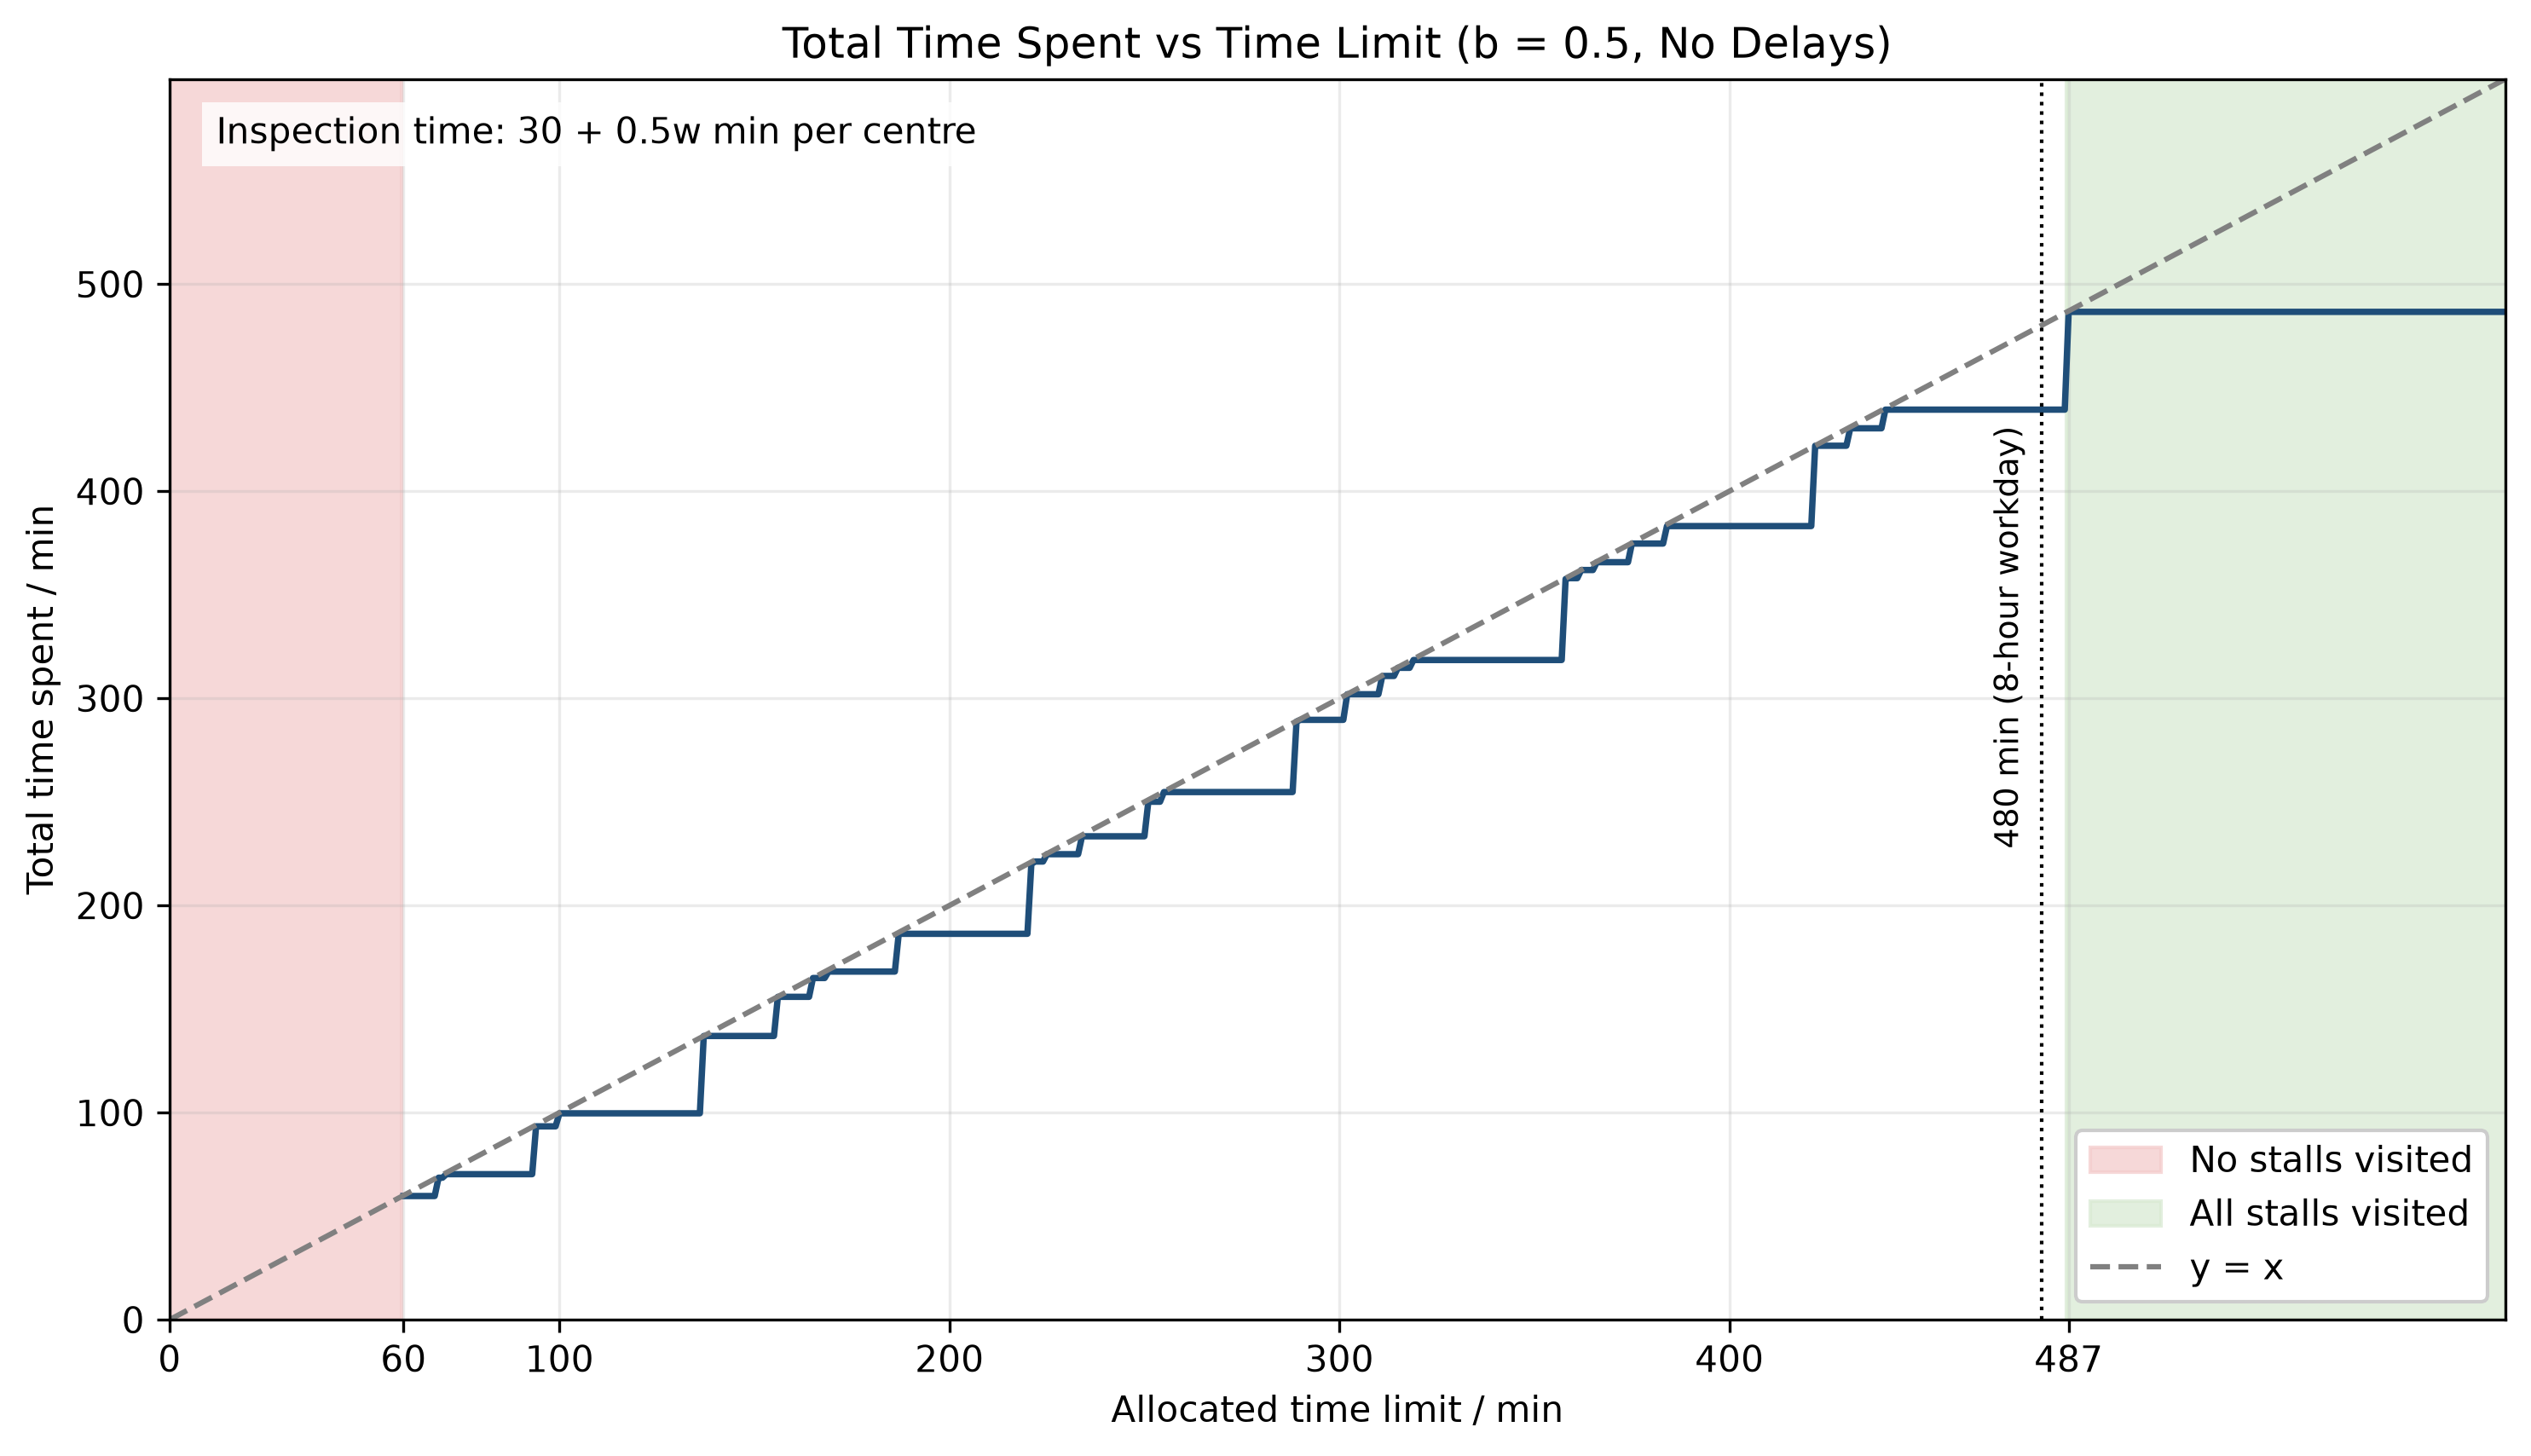 Total Time Spent vs Time Limit (b = 0.5, No Delays)
Inspection time: 30 + 0.5w min per centre
Total time spent / min
500
400
300
200
100
0
480 min (8-hour workday)
No stalls visited
All stalls visited
y = x
0 60 100 200 300 400 487
Allocated time limit / min